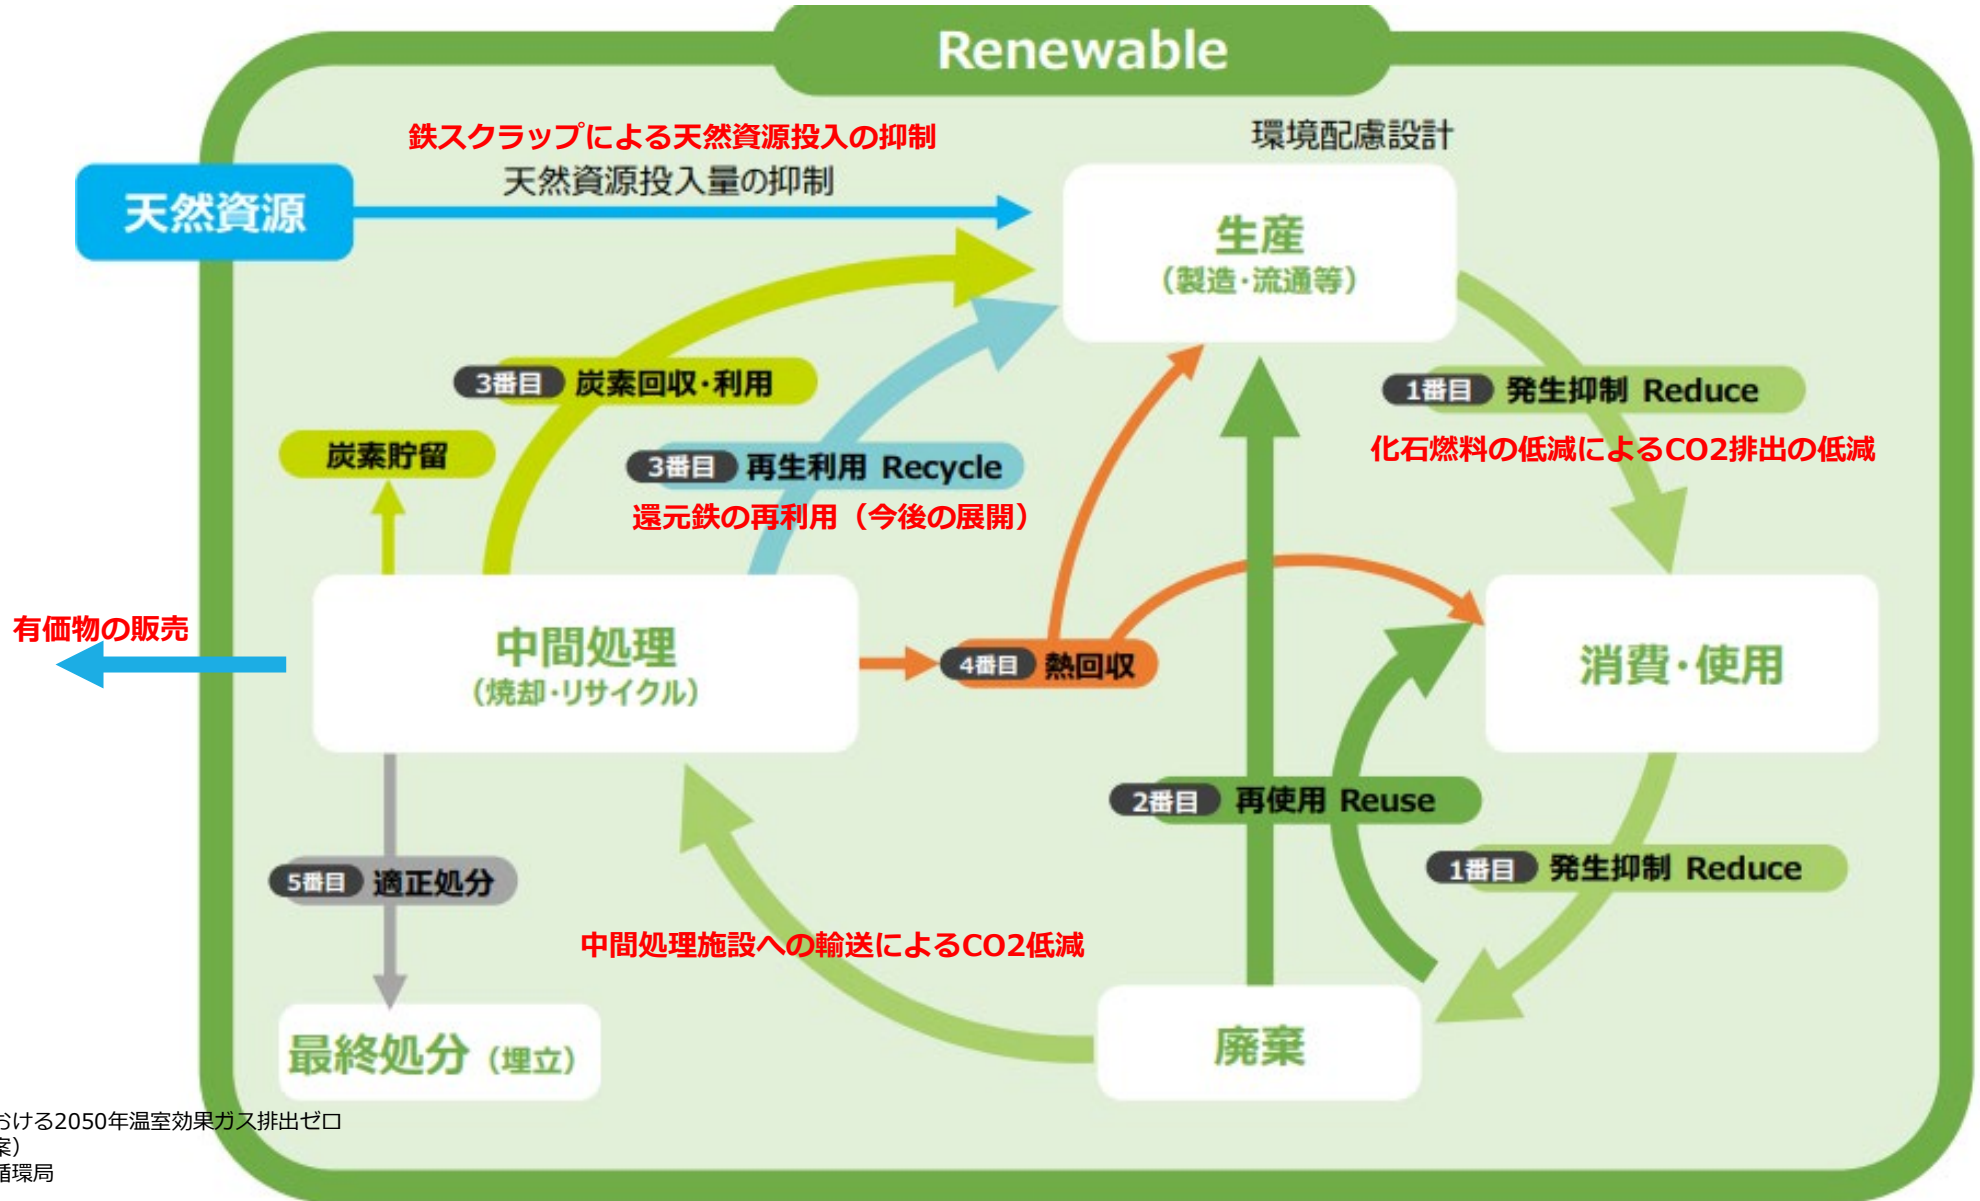 Renewable
鉄スクラップによる天然資源投入の抑制
環境配慮設計
天然資源投入量の抑制
天然資源
生産
（製造・流通等）
3番目 炭素回収・利用
1番目 発生抑制 Reduce
化石燃料の低減によるCO2排出の低減
炭素貯留
3番目 再生利用 Recycle
還元鉄の再利用（今後の展開）
有価物の販売
中間処理
（焼却・リサイクル）
4番目 熱回収
消費・使用
2番目 再使用 Reuse
1番目 発生抑制 Reduce
5番目 適正処分
中間処理施設への輸送によるCO2低減
最終処分（埋立）
廃棄
おける2050年温室効果ガス排出ゼロ
案）
循環局